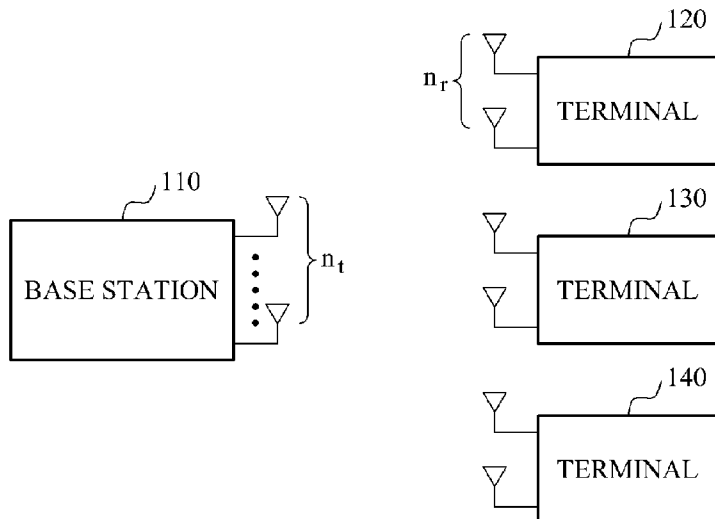 120
n_r
TERMINAL
110
130
BASE STATION
n_t
TERMINAL
140
TERMINAL